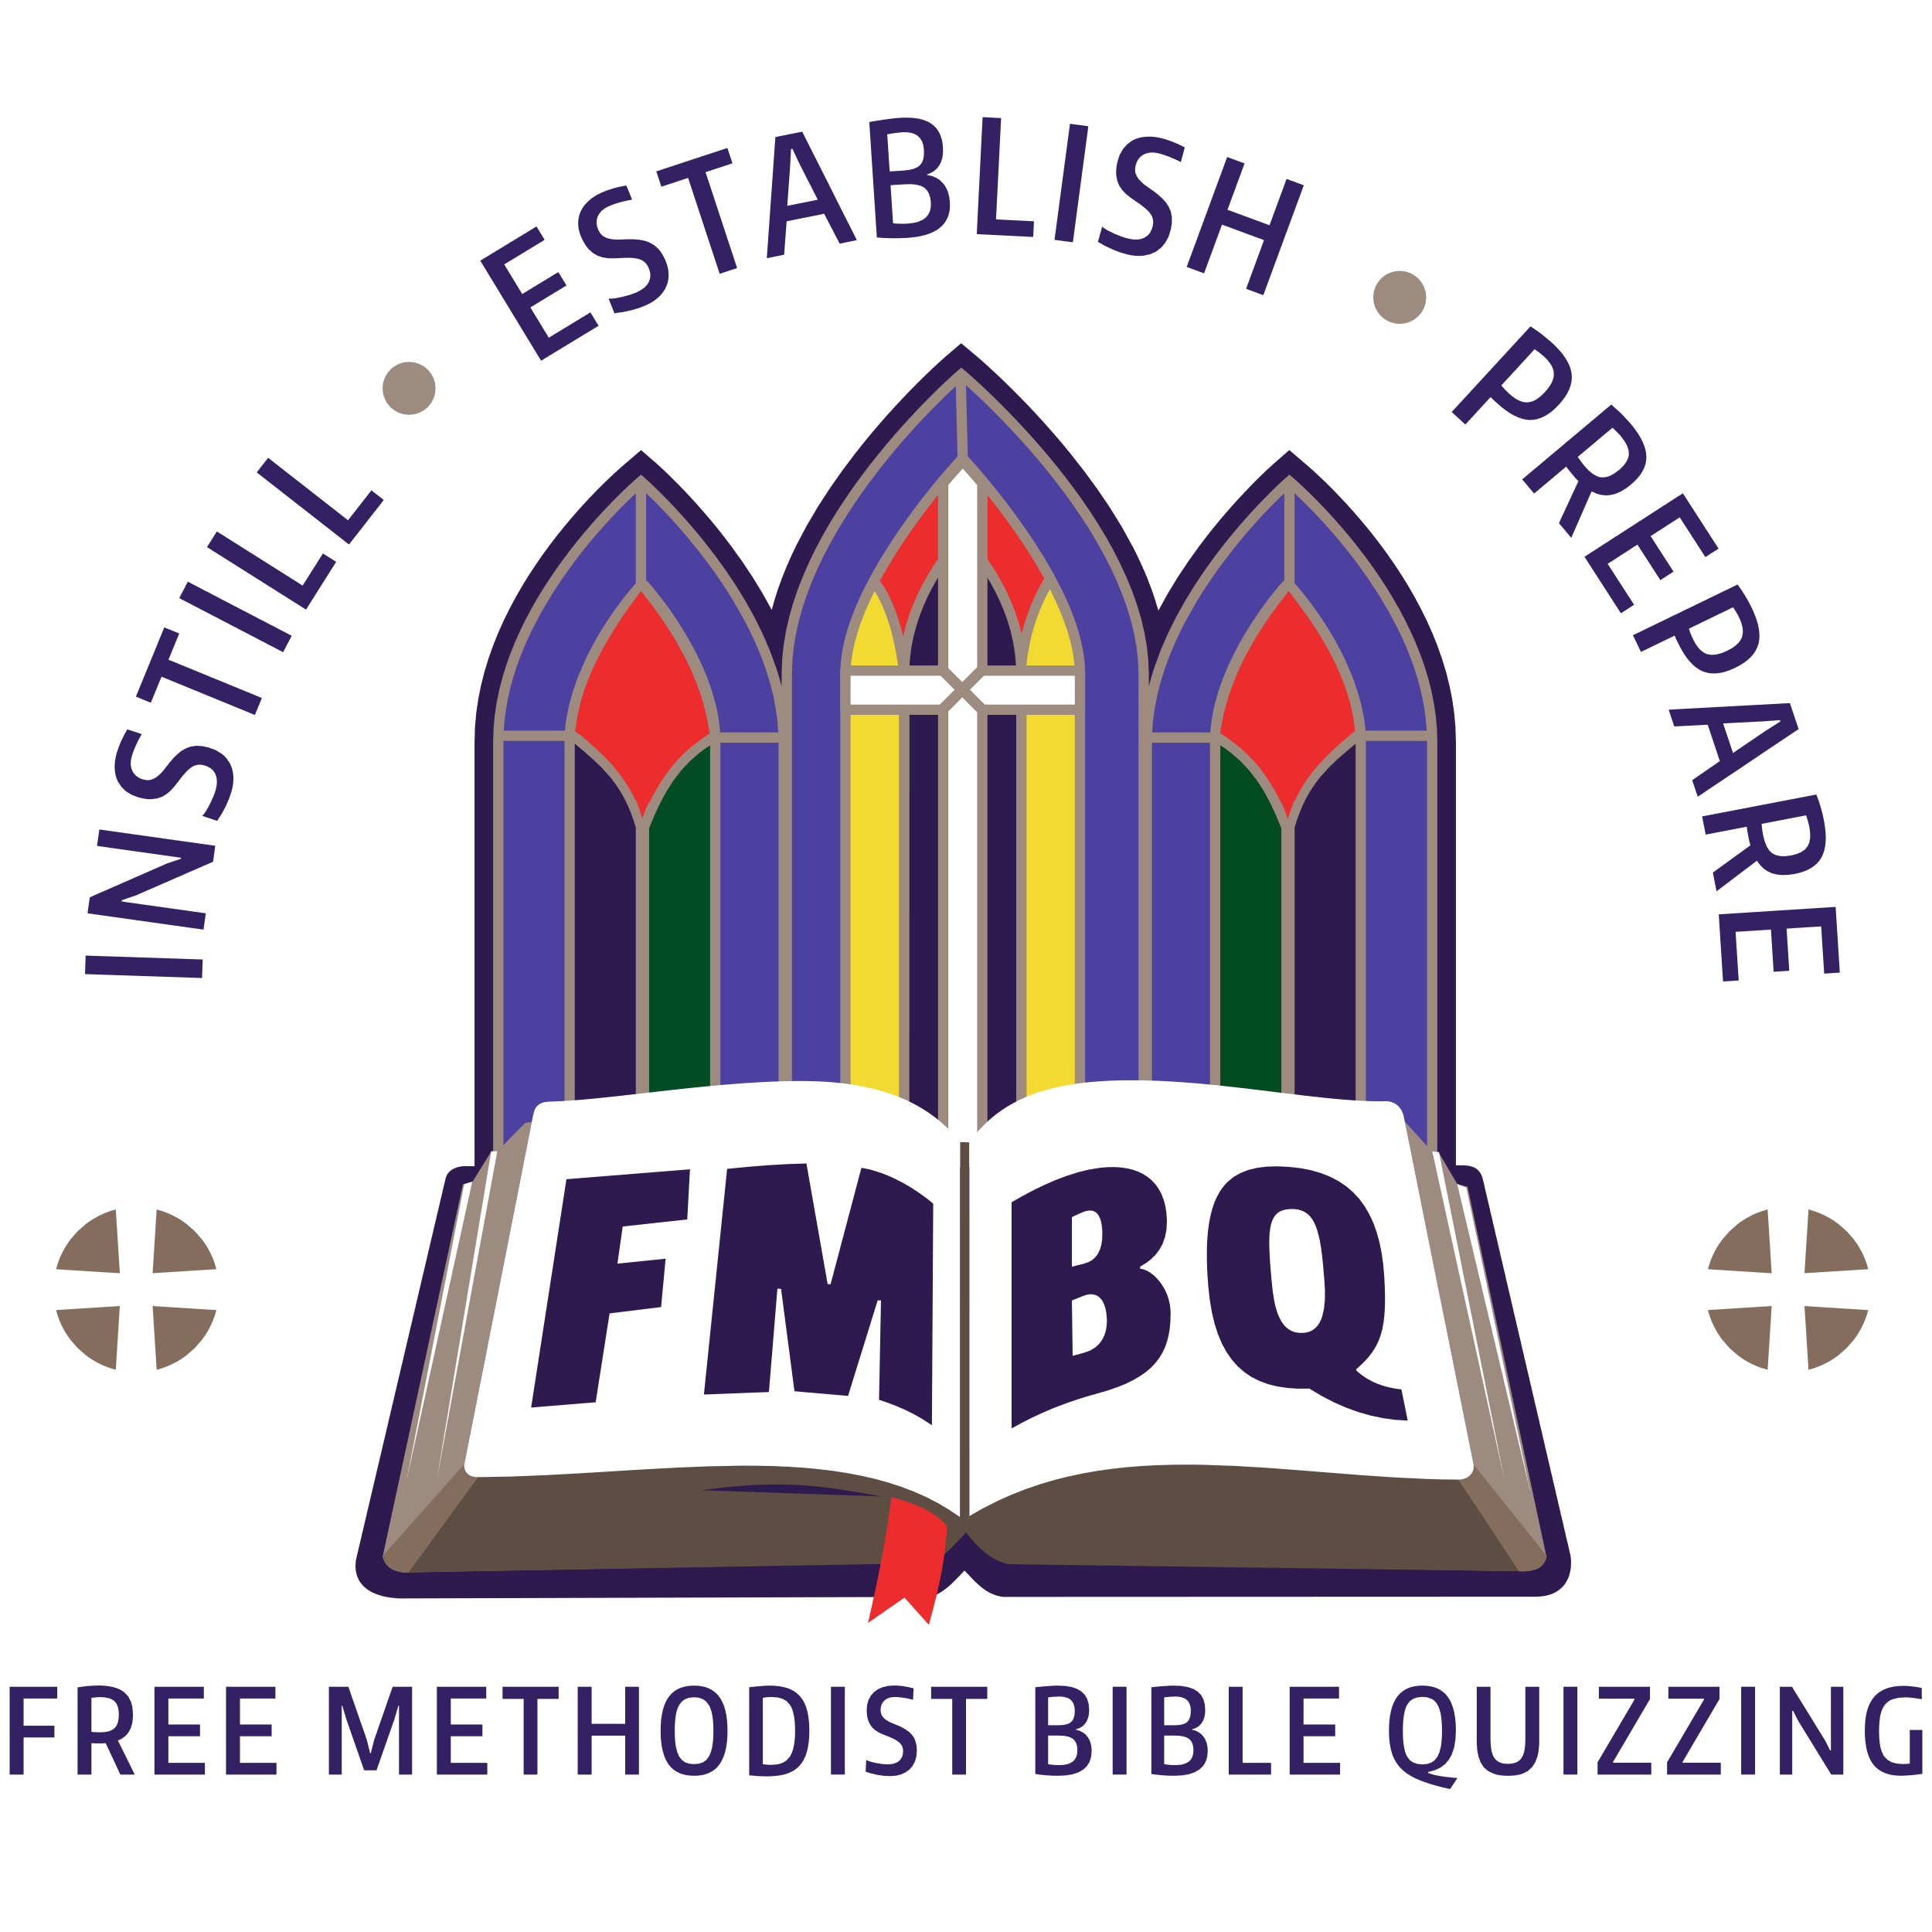 INSTILL • ESTABLISH • PREPARE
FMBQ
FREE METHODIST BIBLE QUIZZING